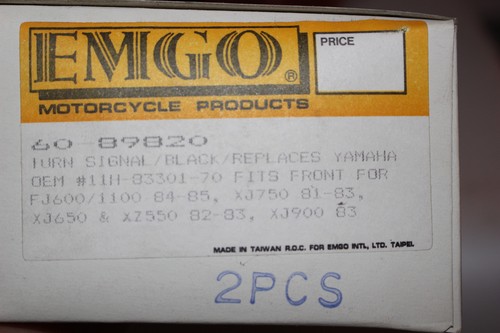 EMGO®
PRICE
MOTORCYCLE PRODUCTS
60-89820
TURN SIGNAL/BLACK/REPLACES YAMAHA
OEM #11H-83301-70 FITS FRONT FOR
FJ600/1100 84-85, XJ750 81-83,
XJ650 & XZ550 82-83, XJ900 83
MADE IN TAIWAN R.O.C. FOR EMGO INTL, LTD. TAIPEI.
2PCS